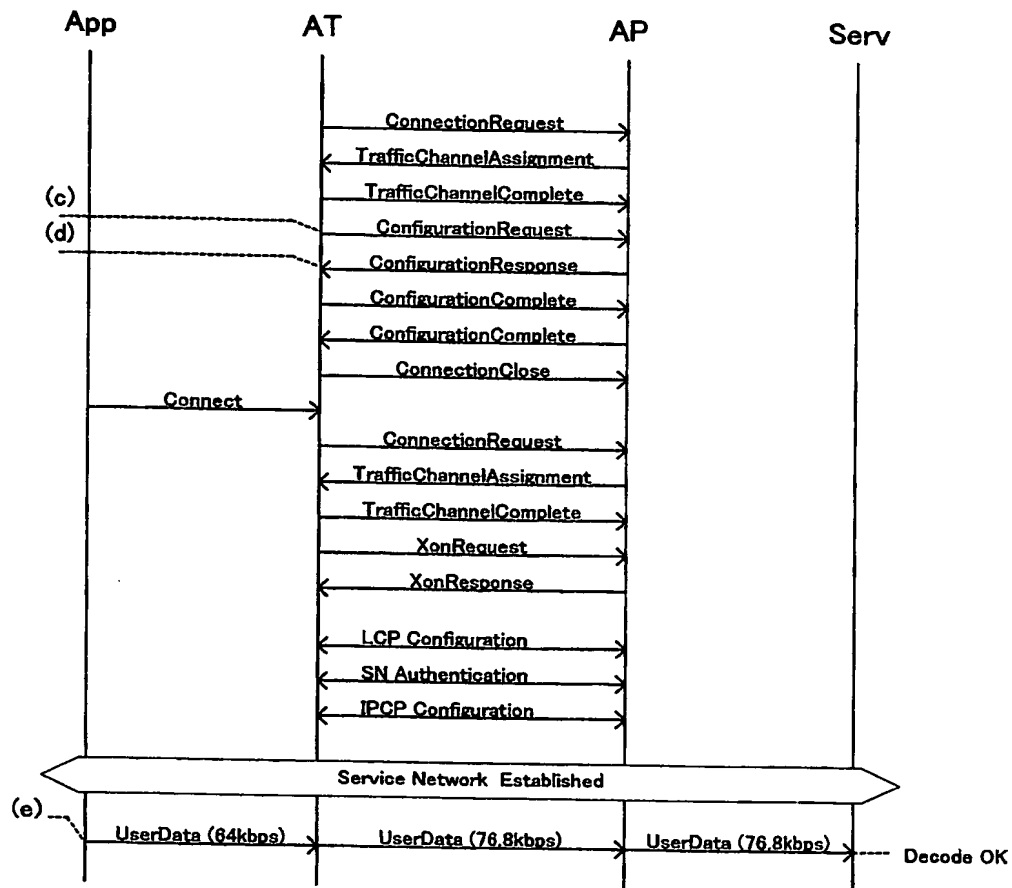 App AT AP Serv
ConnectionRequest
TrafficChannelAssignment
TrafficChannelComplete
(c)
ConfigurationRequest
(d)
ConfigurationResponse
ConfigurationComplete
ConfigurationComplete
ConnectionClose
Connect
ConnectionRequest
TrafficChannelAssignment
TrafficChannelComplete
XonRequest
XonResponse
LCP Configuration
SN Authentication
IPCP Configuration
Service Network Established
(e)
UserData (64kbps) UserData (76.8kbps) UserData (76.8kbps)
Decode OK